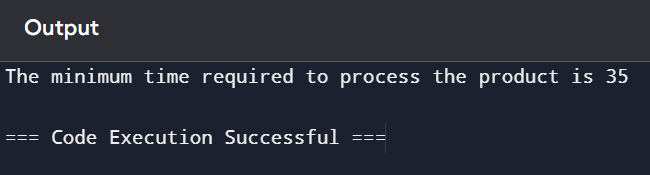 Output
The minimum time required to process the product is 35
=== Code Execution Successful ===